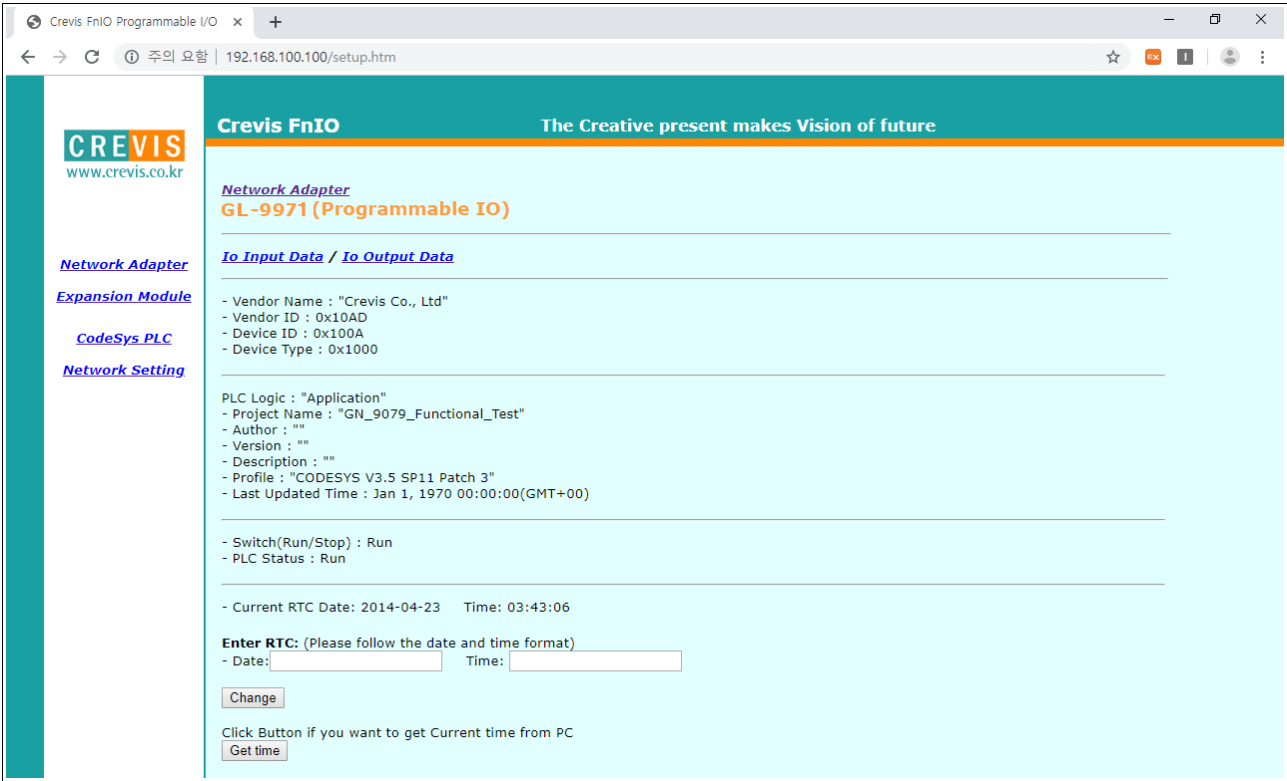 Crevis FnIO Programmable I/O
주의 요함 | 192.168.100.100/setup.htm
CREVIS
www.crevis.co.kr
Network Adapter
Expansion Module
CodeSys PLC
Network Setting
Crevis FnIO The Creative present makes Vision of future
Network Adapter
GL-9971(Programmable IO)
Io Input Data / Io Output Data
- Vendor Name : "Crevis Co., Ltd"
- Vendor ID : 0x10AD
- Device ID : 0x100A
- Device Type : 0x1000
PLC Logic : "Application"
- Project Name : "GN_9079_Functional_Test"
- Author : ""
- Version : ""
- Description : ""
- Profile : "CODESYS V3.5 SP11 Patch 3"
- Last Updated Time : Jan 1, 1970 00:00:00(GMT+00)
- Switch(Run/Stop) : Run
- PLC Status : Run
- Current RTC Date: 2014-04-23 Time: 03:43:06
Enter RTC: (Please follow the date and time format)
- Date: Time:
Change
Click Button if you want to get Current time from PC
Get time